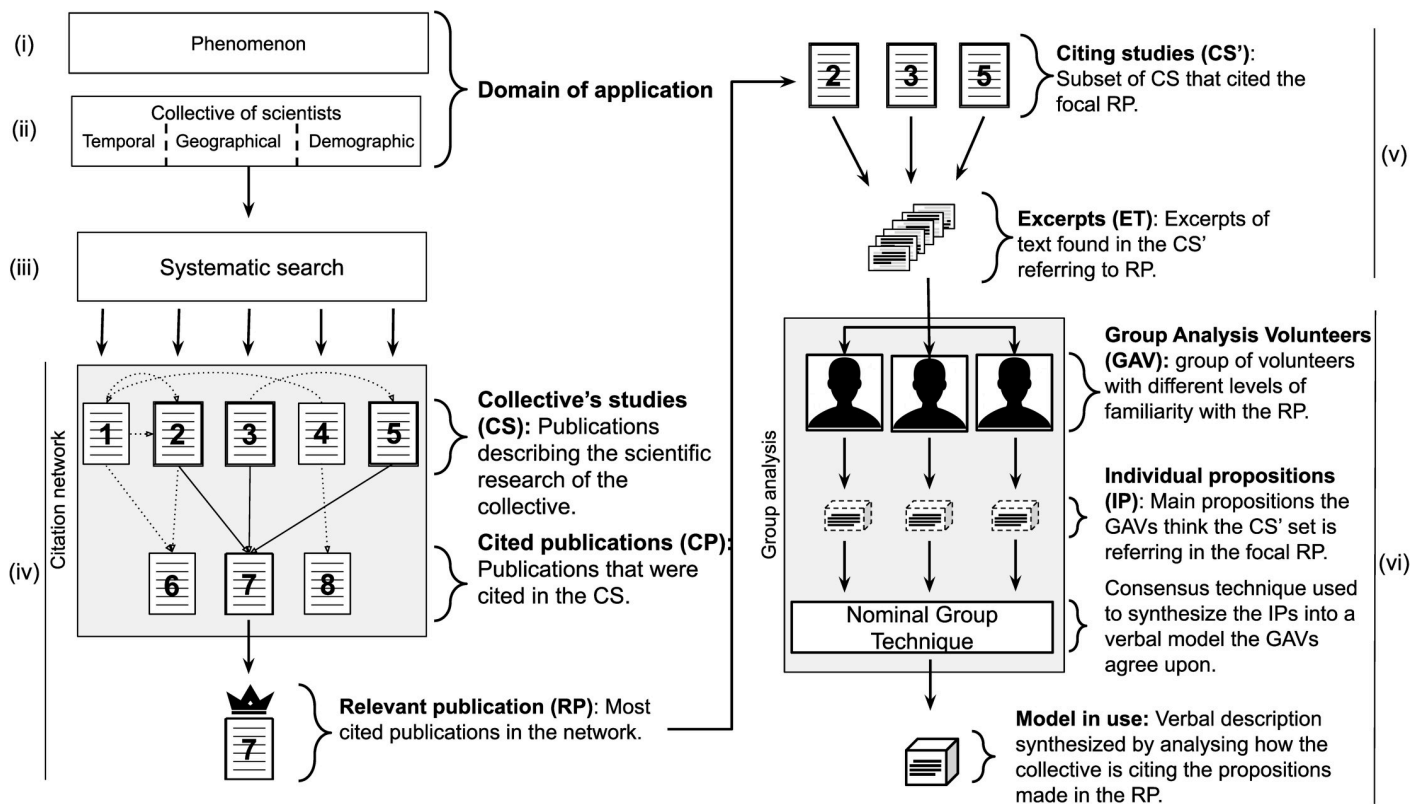 (i)
Phenomenon
(ii)
Collective of scientists
Temporal Geographical Demographic
Domain of application
(iii)
Systematic search
(iv)
Citation network
1 2 3 4 5
Collective's studies
(CS): Publications
describing the scientific
research of the
collective.
6 7 8
Cited publications (CP):
Publications that were
cited in the CS.
7
Relevant publication (RP): Most
cited publications in the network.
2 3 5
Citing studies (CS'):
Subset of CS that cited the
focal RP.
(v)
Excerpts (ET): Excerpts of
text found in the CS'
referring to RP.
Group analysis
Group Analysis Volunteers
(GAV): group of volunteers
with different levels of
familiarity with the RP.
Individual propositions
(IP): Main propositions the
GAVs think the CS' set is
referring in the focal RP.
(vi)
Nominal Group
Technique
Consensus technique used
to synthesize the IPs into a
verbal model the GAVs
agree upon.
Model in use: Verbal description
synthesized by analysing how the
collective is citing the propositions
made in the RP.